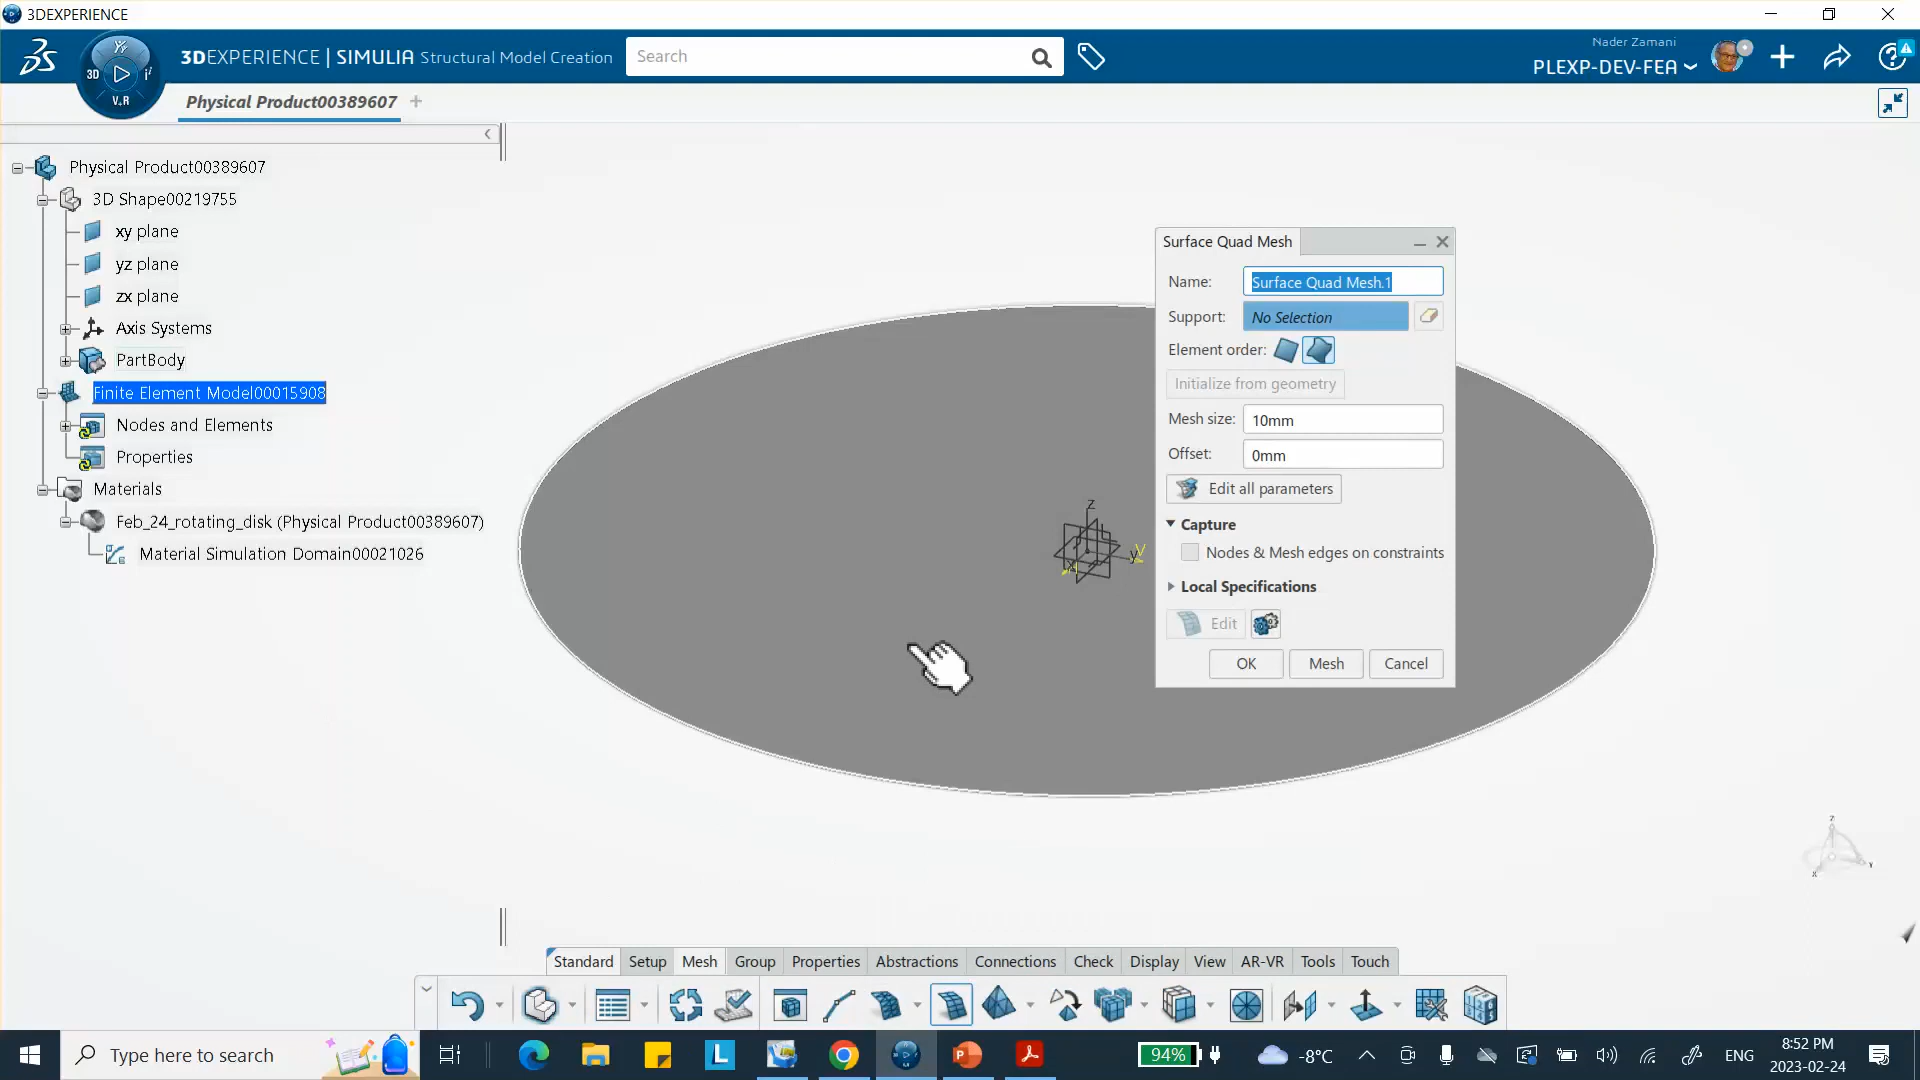 3DEXPERIENCE
3DEXPERIENCE | SIMULIA Structural Model Creation
Search
Nader Zamani
PLEXP-DEV-FEA
3D
V.R
Physical Product00389607
Physical Product00389607
3D Shape00219755
xy plane
yz plane
zx plane
Axis Systems
PartBody
Finite Element Model00015908
Nodes and Elements
Properties
Materials
Feb_24_rotating_disk (Physical Product00389607)
Material Simulation Domain00021026
Surface Quad Mesh
Name: Surface Quad Mesh.1
Support: No Selection
Element order:
Initialize from geometry
Mesh size: 10mm
Offset: 0mm
Edit all parameters
Capture
Nodes & Mesh edges on constraints
Local Specifications
Edit
OK Mesh Cancel
Standard Setup Mesh Group Properties Abstractions Connections Check Display View AR-VR Tools Touch
Type here to search
94%
-8°C
ENG
8:52 PM
2023-02-24